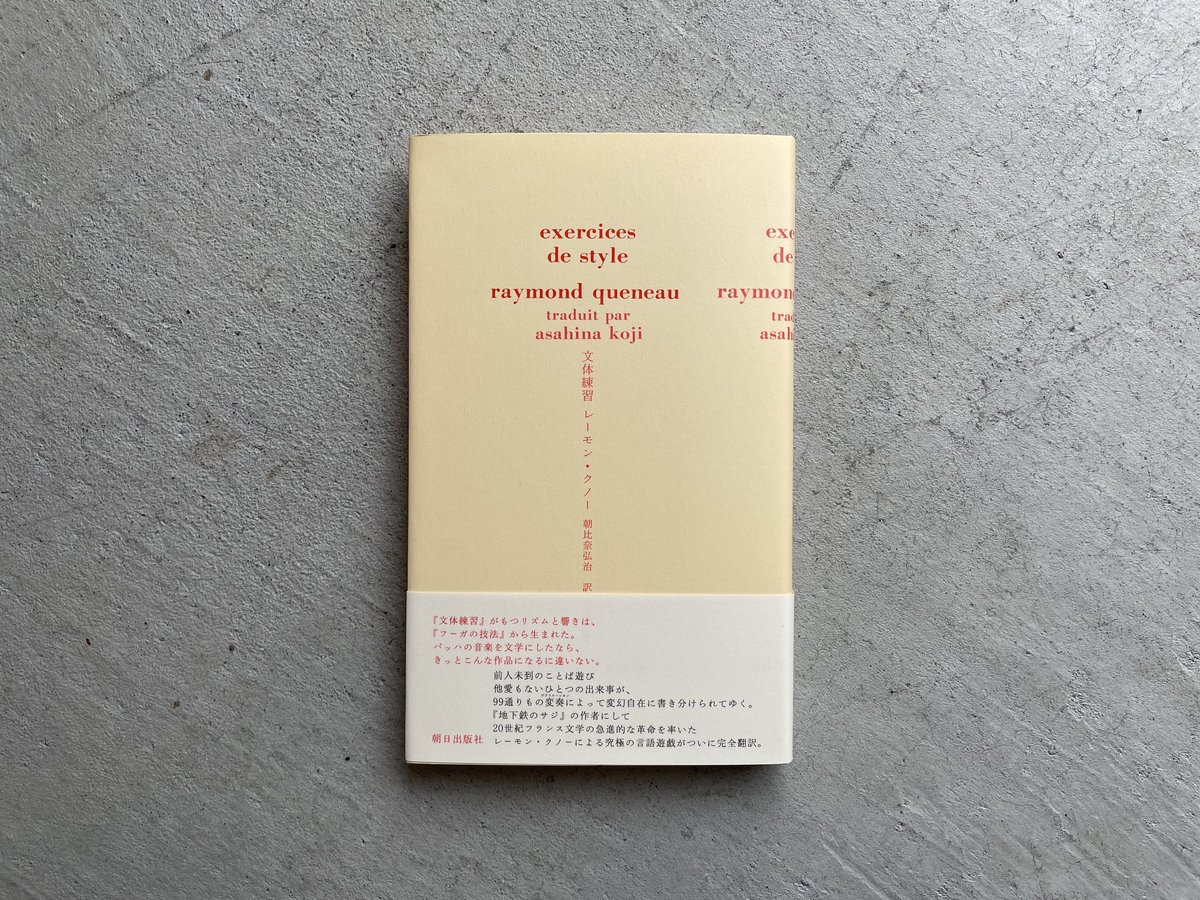 exercices
de style
raymond queneau
traduit par
asahina koji
exe
de
raymon
tra
asah
文体練習 レーモン・クノー 朝比奈弘治 訳
『文体練習』がもつリズムと響きは、
『フーガの技法』から生まれた。
バッハの音楽を文学にしたなら、
きっとこんな作品になるに違いない。
前人未到のことば遊び
他愛もないひとつの出来事が、
99通りもの変奏によって変幻自在に書き分けられてゆく。
『地下鉄のサジ』の作者にして
20世紀フランス文学の急進的な革命を率いた
レーモン・クノーによる究極の言語遊戯がついに完全翻訳。
朝日出版社